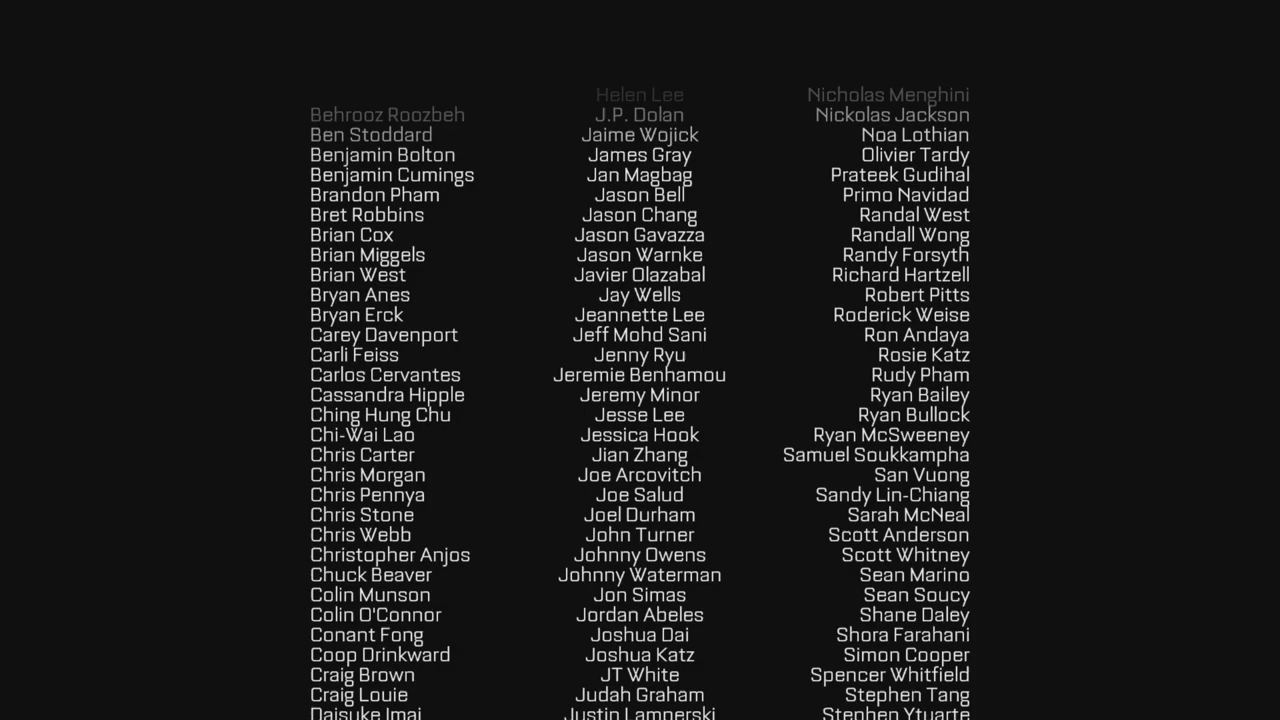 Behrooz Roozbeh
Ben Stoddard
Benjamin Bolton
Benjamin Cumings
Brandon Pham
Bret Robbins
Brian Cox
Brian Miggels
Brian West
Bryan Anes
Bryan Erck
Carey Davenport
Carli Feiss
Carlos Cervantes
Cassandra Hipple
Ching Hung Chu
Chi-Wai Lao
Chris Carter
Chris Morgan
Chris Pennya
Chris Stone
Chris Webb
Christopher Anjos
Chuck Beaver
Colin Munson
Colin O'Connor
Conant Fong
Coop Drinkward
Craig Brown
Craig Louie
Daisuke Imai
Helen Lee
J.P. Dolan
Jaime Wojick
James Gray
Jan Magbag
Jason Bell
Jason Chang
Jason Gavazza
Jason Warnke
Javier Olazabal
Jay Wells
Jeannette Lee
Jeff Mohd Sani
Jenny Ryu
Jeremie Benhamou
Jeremy Minor
Jesse Lee
Jessica Hook
Jian Zhang
Joe Arcovitch
Joe Salud
Joel Durham
John Turner
Johnny Owens
Johnny Waterman
Jon Simas
Jordan Abeles
Joshua Dai
Joshua Katz
JT White
Judah Graham
Justin Lamperski
Nicholas Menghini
Nickolas Jackson
Noa Lothian
Olivier Tardy
Prateek Gudihal
Primo Navidad
Randal West
Randall Wong
Randy Forsyth
Richard Hartzell
Robert Pitts
Roderick Weise
Ron Andaya
Rosie Katz
Rudy Pham
Ryan Bailey
Ryan Bullock
Ryan McSweeney
Samuel Soukkampha
San Vuong
Sandy Lin-Chiang
Sarah McNeal
Scott Anderson
Scott Whitney
Sean Marino
Sean Soucy
Shane Daley
Shora Farahani
Simon Cooper
Spencer Whitfield
Stephen Tang
Stephen Ytuarte